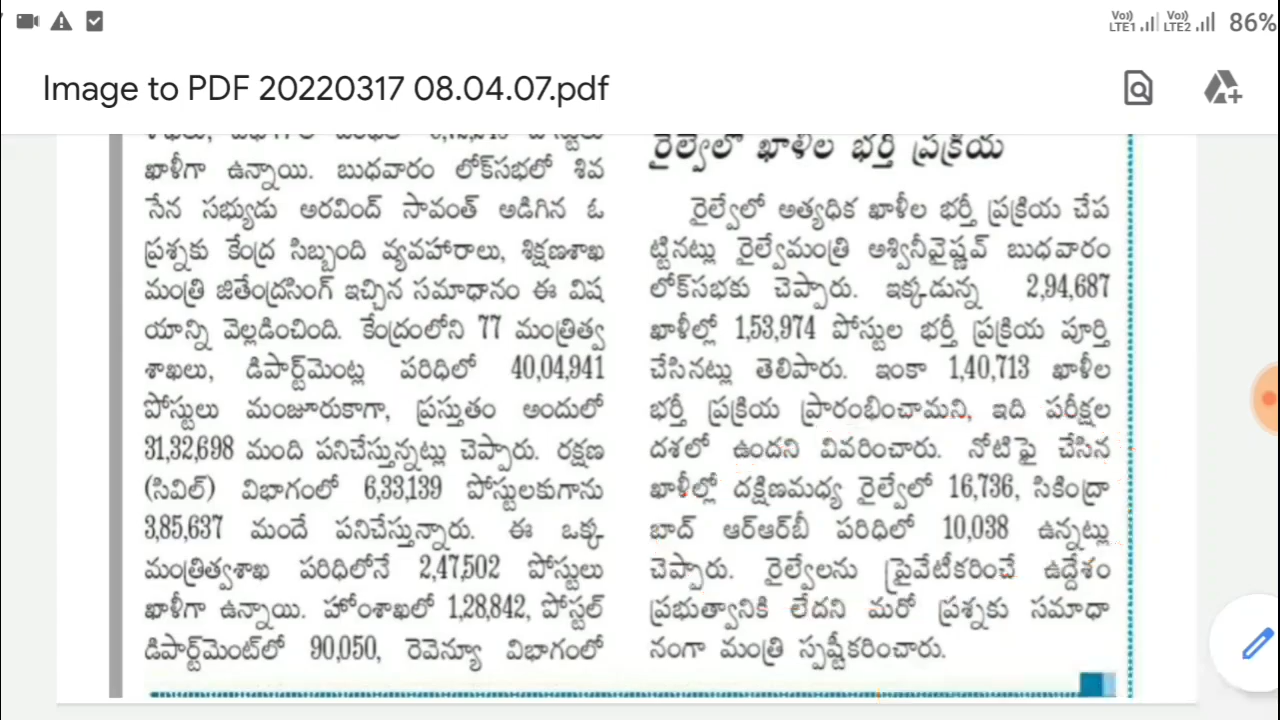 Vo))
LTE1
Vo))
LTE2
86%
Image to PDF 20220317 08.04.07.pdf
ఖాళీగా ఉన్నాయి. బుధవారం లోక్‌సభలో శివ
సేన సభ్యుడు అరవింద్ సావంత్ అడిగిన ఓ
ప్రశ్నకు కేంద్ర సిబ్బంది వ్యవహారాలు, శిక్షణశాఖ
మంత్రి జితేంద్రసింగ్ ఇచ్చిన సమాధానం ఈ విష
యాన్ని వెల్లడించింది. కేంద్రంలోని 77 మంత్రిత్వ
శాఖలు, డిపార్ట్‌మెంట్ల పరిధిలో 40,04,941
పోస్టులు మంజూరుకాగా, ప్రస్తుతం అందులో
31,32,698 మంది పనిచేస్తున్నట్లు చెప్పారు. రక్షణ
(సివిల్) విభాగంలో 6,33,139 పోస్టులకుగాను
3,85,637 మందే పనిచేస్తున్నారు. ఈ ఒక్క
మంత్రిత్వశాఖ పరిధిలోనే 2,47,502 పోస్టులు
ఖాళీగా ఉన్నాయి. హోంశాఖలో 1,28,842, పోస్టల్
డిపార్ట్‌మెంట్‌లో 90,050, రెవెన్యూ విభాగంలో
రైల్వేలో ఖాళీల భర్తీ ప్రక్రియ
రైల్వేలో అత్యధిక ఖాళీల భర్తీ ప్రక్రియ చేప
ట్టినట్లు రైల్వేమంత్రి అశ్వినీవైష్ణవ్ బుధవారం
లోక్‌సభకు చెప్పారు. ఇక్కడున్న 2,94,687
ఖాళీల్లో 1,53,974 పోస్టుల భర్తీ ప్రక్రియ పూర్తి
చేసినట్లు తెలిపారు. ఇంకా 1,40,713 ఖాళీల
భర్తీ ప్రక్రియ ప్రారంభించామని, ఇది పరీక్షల
దశలో ఉందని వివరించారు. నోటిఫై చేసిన
ఖాళీల్లో దక్షిణమధ్య రైల్వేలో 16,736, సికింద్రా
బాద్ ఆర్ఆర్‌బీ పరిధిలో 10,038 ఉన్నట్లు
చెప్పారు. రైల్వేలను ప్రైవేటీకరించే ఉద్దేశం
ప్రభుత్వానికి లేదని మరో ప్రశ్నకు సమాధా
నంగా మంత్రి స్పష్టీకరించారు.